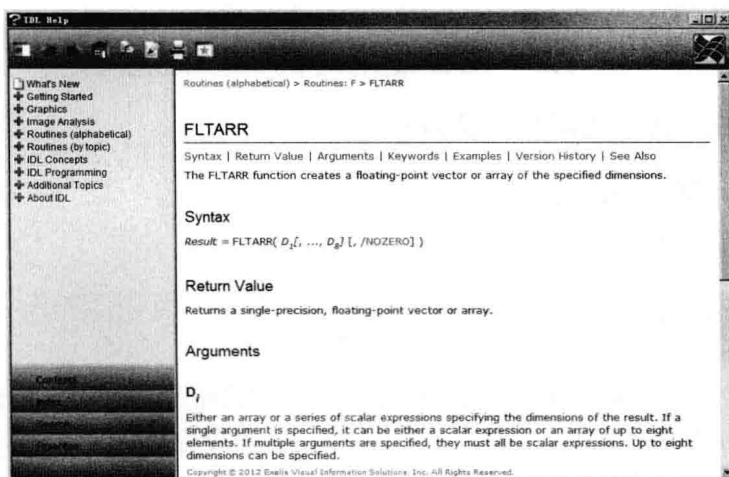 IDL Help
What's New
Getting Started
Graphics
Image Analysis
Routines (alphabetical)
Routines (by topic)
IDL Concepts
IDL Programming
Additional Topics
About IDL
Contents
Routines (alphabetical) > Routines: F > FLTARR
FLTARR
Syntax | Return Value | Arguments | Keywords | Examples | Version History | See Also
The FLTARR function creates a floating-point vector or array of the specified dimensions.
Syntax
Result = FLTARR( D1[, ..., D8] [, /NOZERO] )
Return Value
Returns a single-precision, floating-point vector or array.
Arguments
Di
Either an array or a series of scalar expressions specifying the dimensions of the result. If a
single argument is specified, it can be either a scalar expression or an array of up to eight
elements. If multiple arguments are specified, they must all be scalar expressions. Up to eight
dimensions can be specified.
Copyright © 2012 Exelis Visual Information Solutions, Inc. All Rights Reserved.